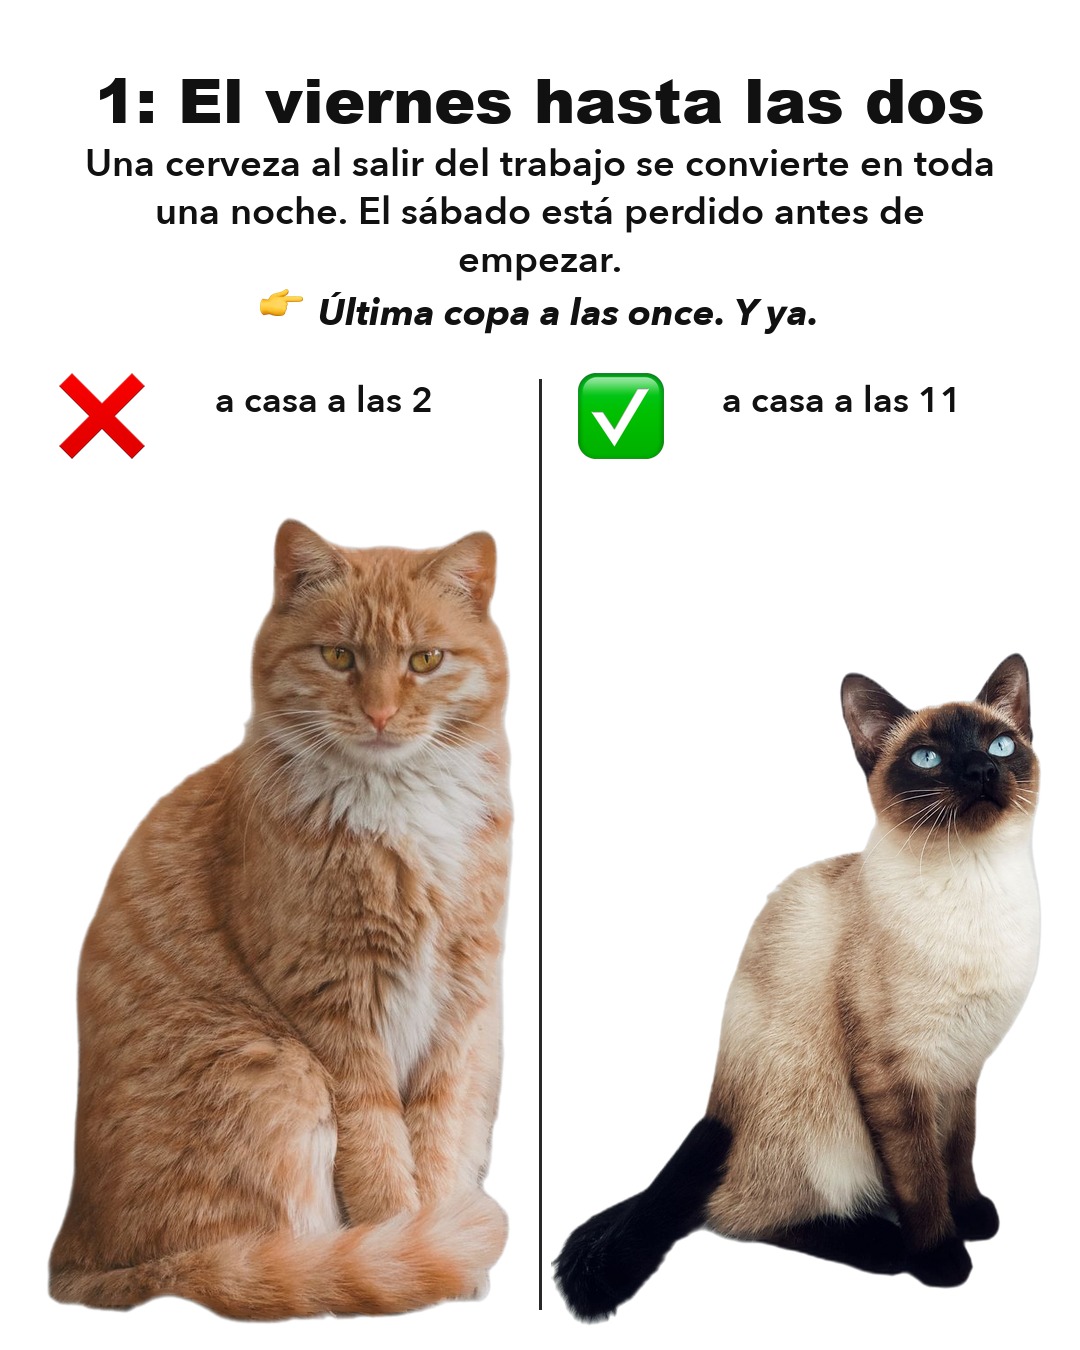 1: El viernes hasta las dos
Una cerveza al salir del trabajo se convierte en toda
una noche. El sábado está perdido antes de
empezar.
👉 Última copa a las once. Y ya.
❌ a casa a las 2
✅ a casa a las 11